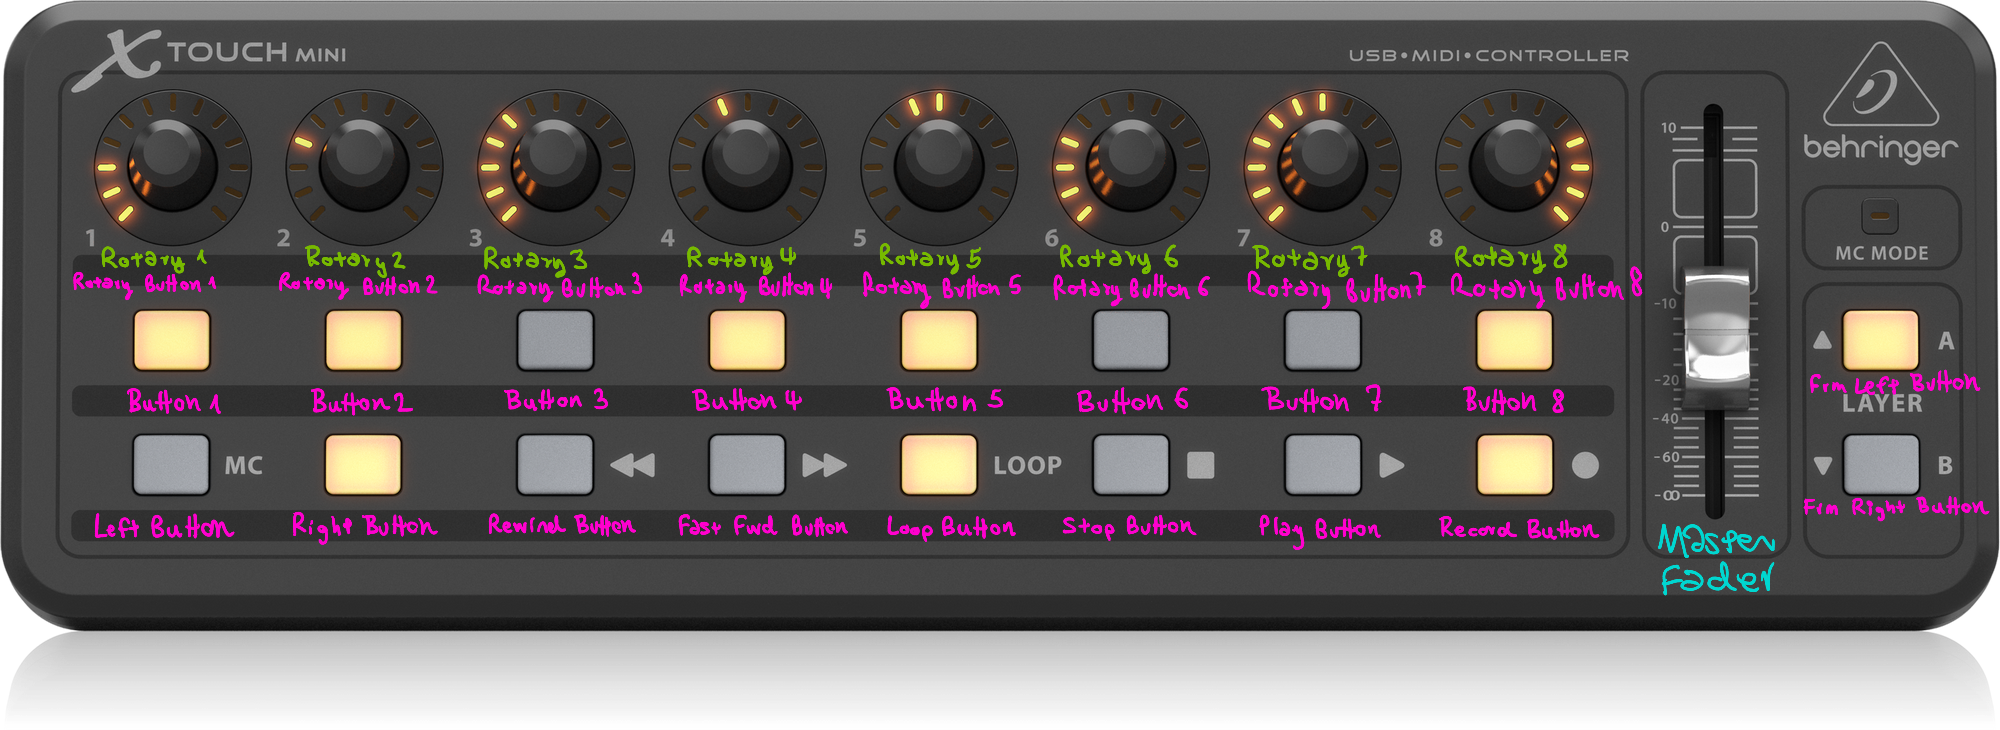 X TOUCH MINI
USB•MIDI•CONTROLLER
behringer
1 2 3 4 5 6 7 8
Rotary 1 Rotary 2 Rotary 3 Rotary 4 Rotary 5 Rotary 6 Rotary 7 Rotary 8
Rotary Button 1 Rotary Button 2 Rotary Button 3 Rotary Button 4 Rotary Button 5 Rotary Button 6 Rotary Button 7 Rotary Button 8
Button 1 Button 2 Button 3 Button 4 Button 5 Button 6 Button 7 Button 8
MC ◀◀ ▶▶ LOOP ■ ▶ ●
Left Button Right Button Rewind Button Fast Fwd Button Loop Button Stop Button Play Button Record Button
10
0
-10
-20
-40
-60
-∞
Master
Fader
MC MODE
▲ A
Frm Left Button
LAYER
▼ B
Frm Right Button